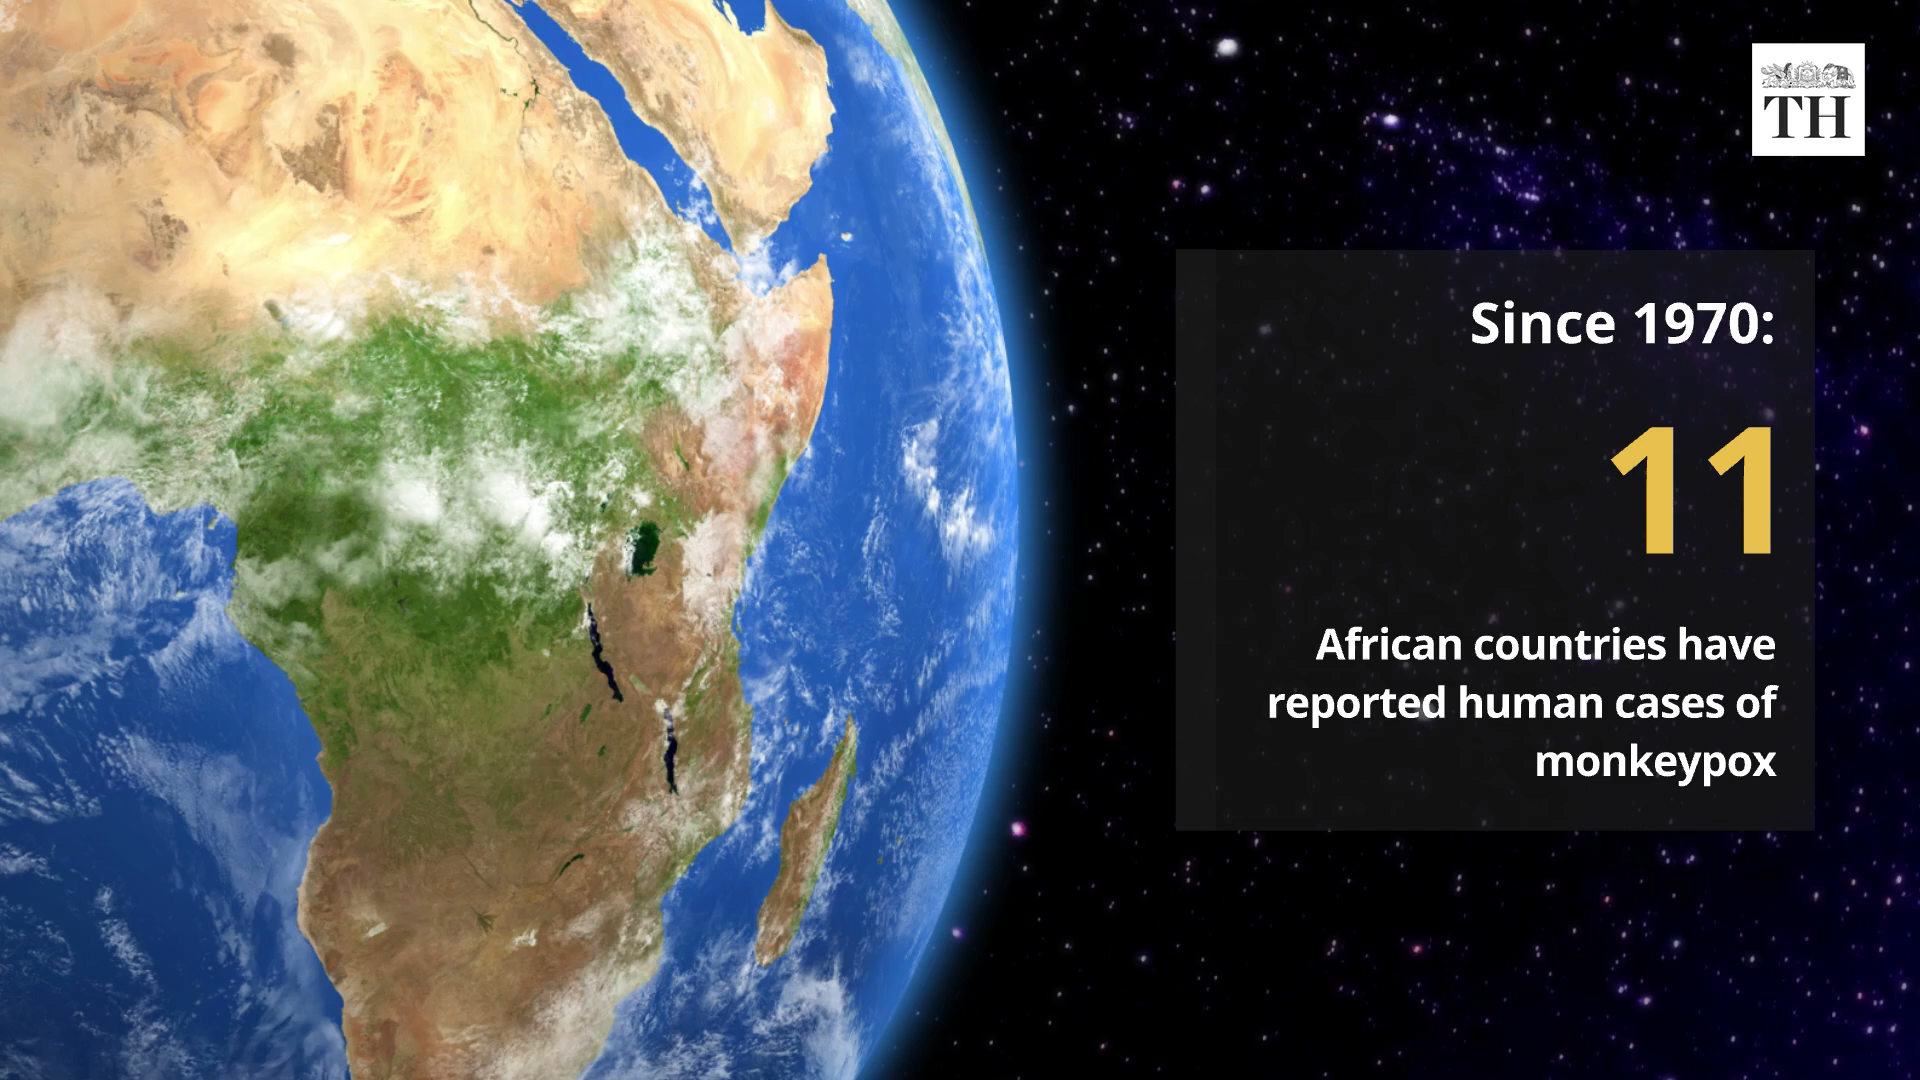 TH
Since 1970:
11
African countries have
reported human cases of
monkeypox